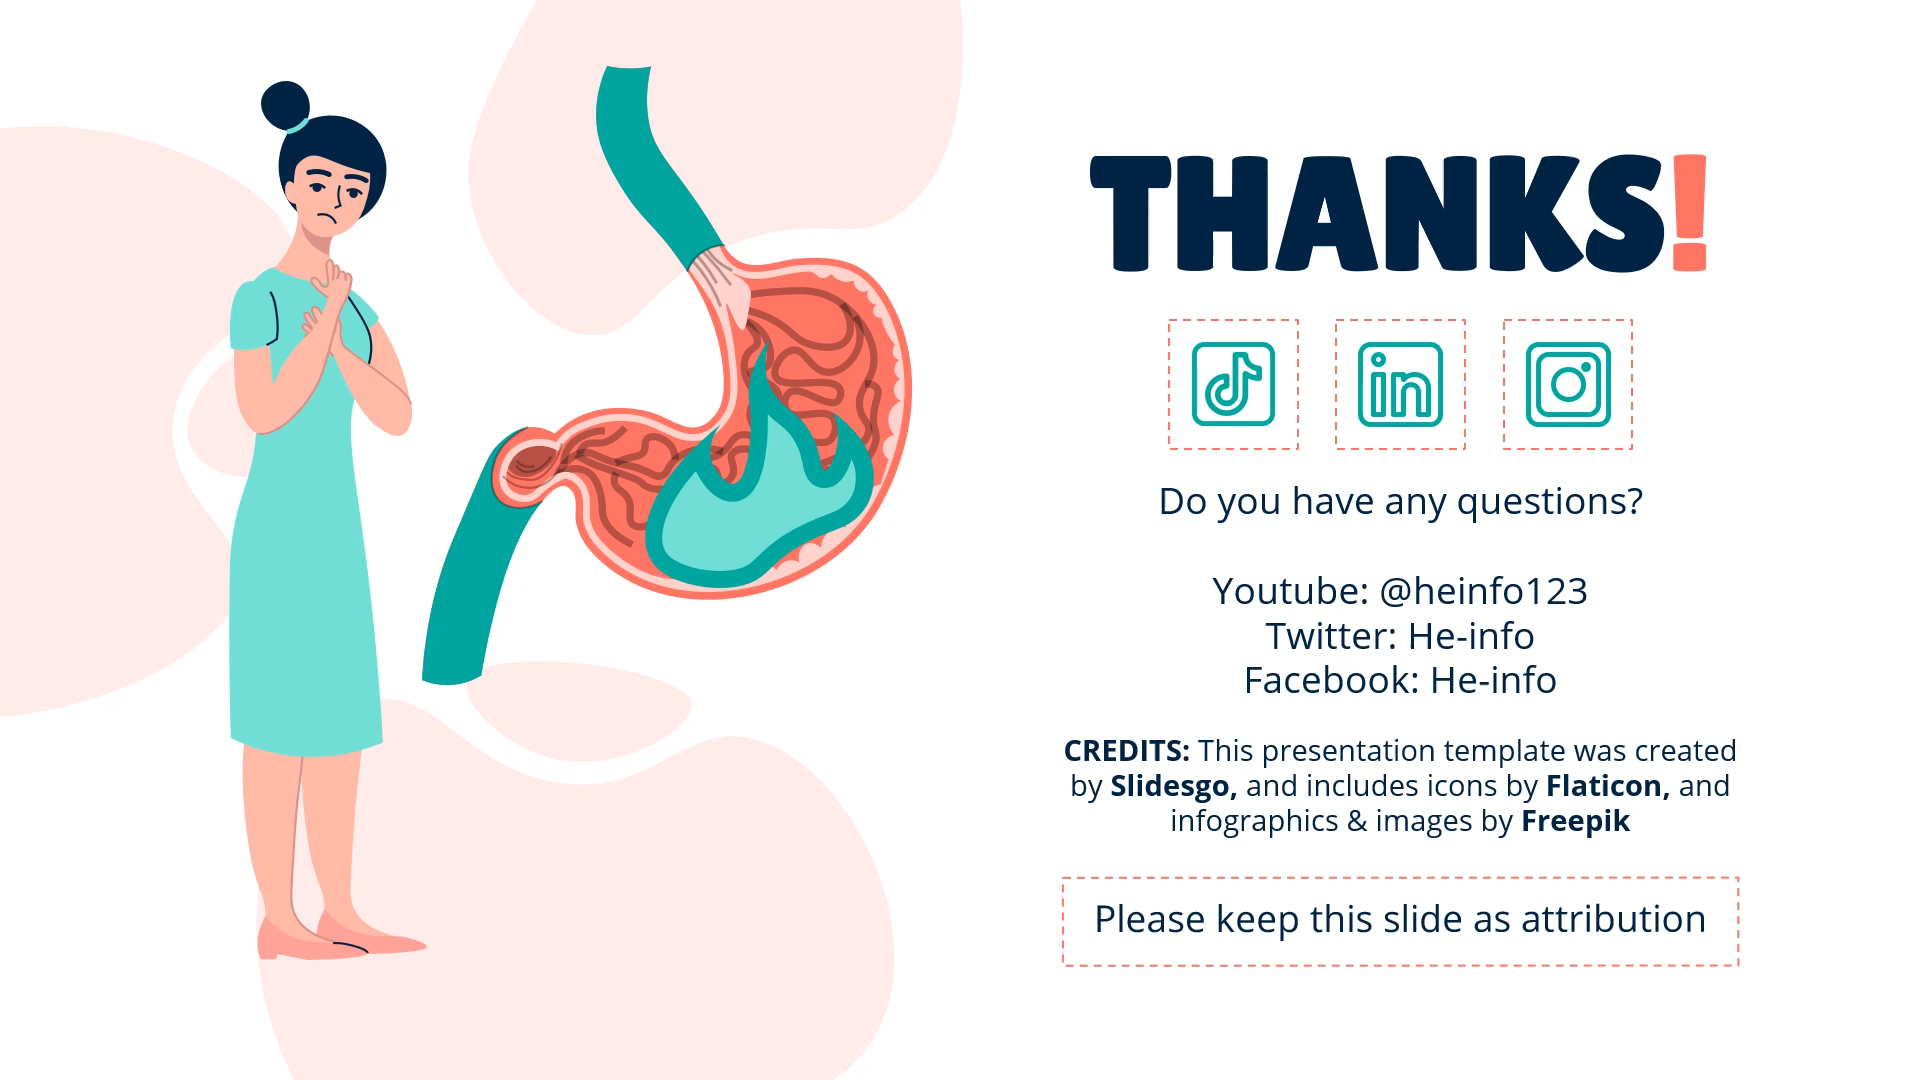 THANKS!
in
Do you have any questions?
Youtube: @heinfo123
Twitter: He-info
Facebook: He-info
CREDITS: This presentation template was created
by Slidesgo, and includes icons by Flaticon, and
infographics & images by Freepik
Please keep this slide as attribution